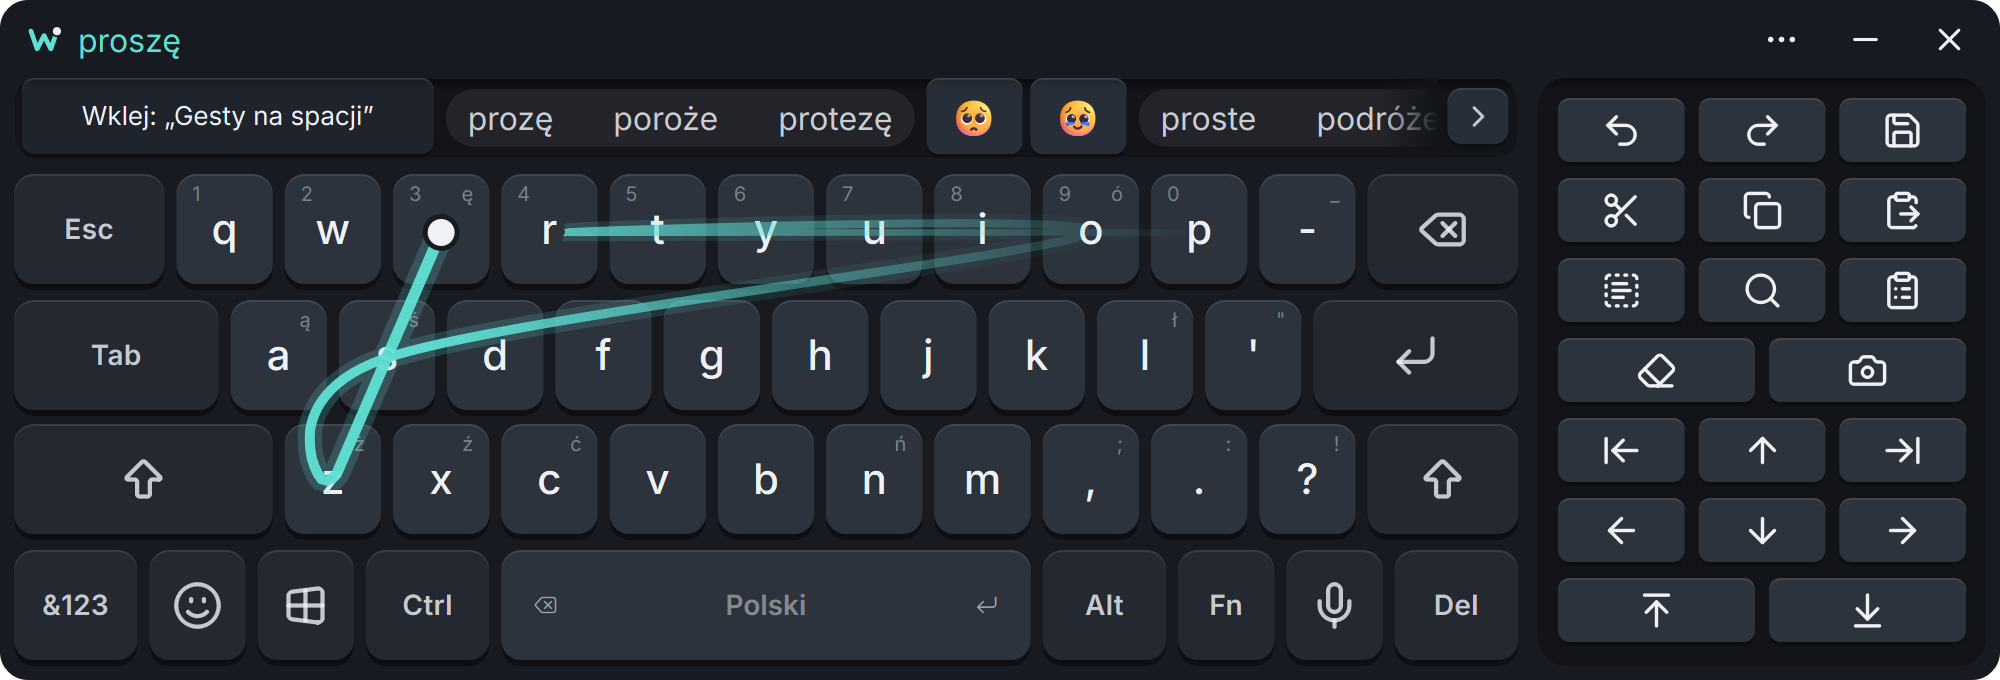 proszę
Wklej: „Gesty na spacji” prozę poroże protezę proste podróże
Esc 1 q 2 w 3 ę 4 r 5 t 6 y 7 u 8 i 9 ó o 0 p _ -
Tab ą a ś s d f g h j k ł l " '
ż z ź x ć c v b ń n m ; , : . ! ?
&123 Ctrl Polski Alt Fn Del